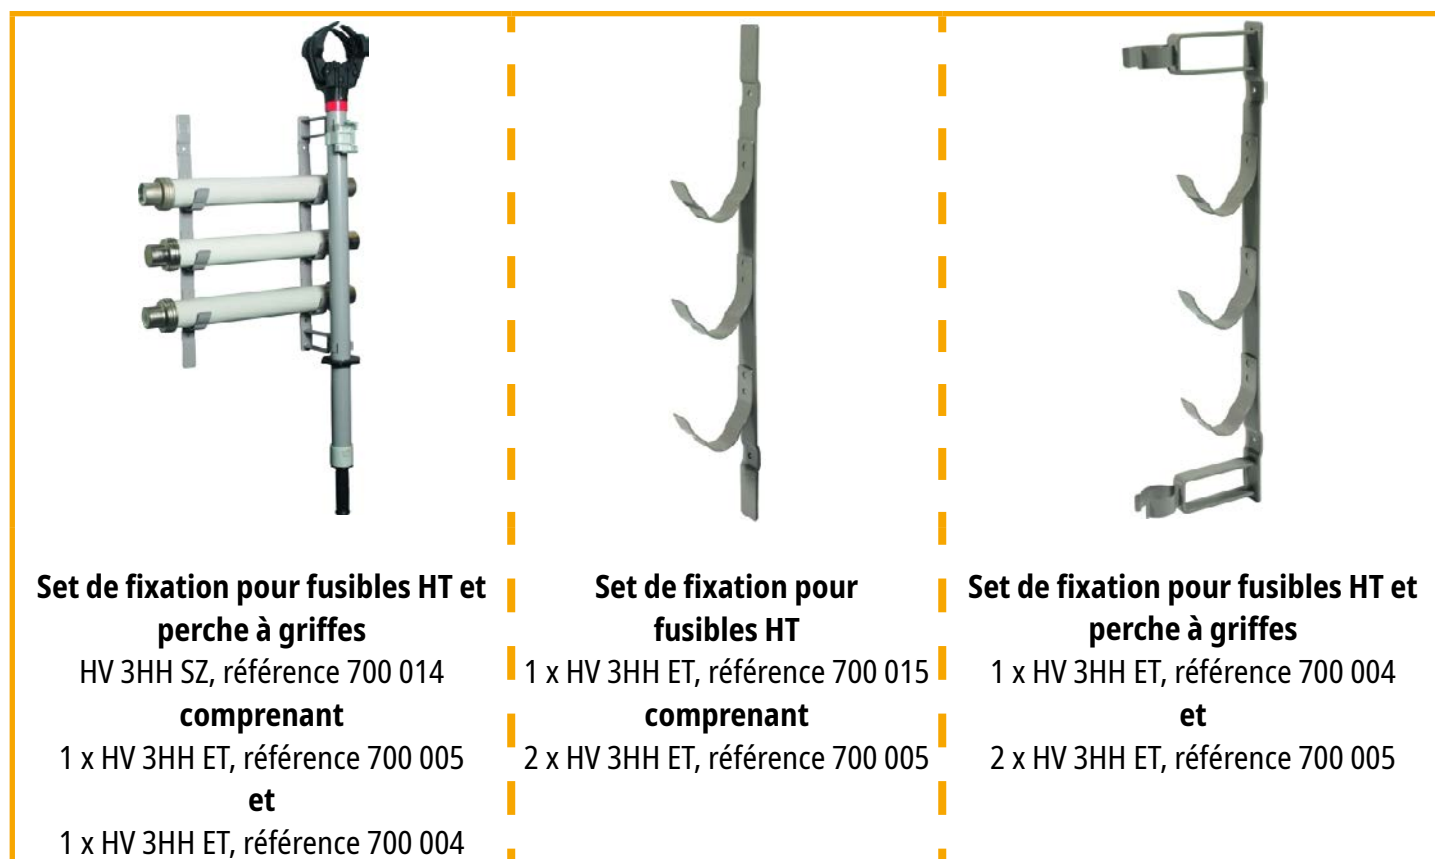 Set de fixation pour fusibles HT et
perche à griffes
HV 3HH SZ, référence 700 014
comprenant
1 x HV 3HH ET, référence 700 005
et
1 x HV 3HH ET, référence 700 004
Set de fixation pour
fusibles HT
1 x HV 3HH ET, référence 700 015
comprenant
2 x HV 3HH ET, référence 700 005
Set de fixation pour fusibles HT et
perche à griffes
1 x HV 3HH ET, référence 700 004
et
2 x HV 3HH ET, référence 700 005